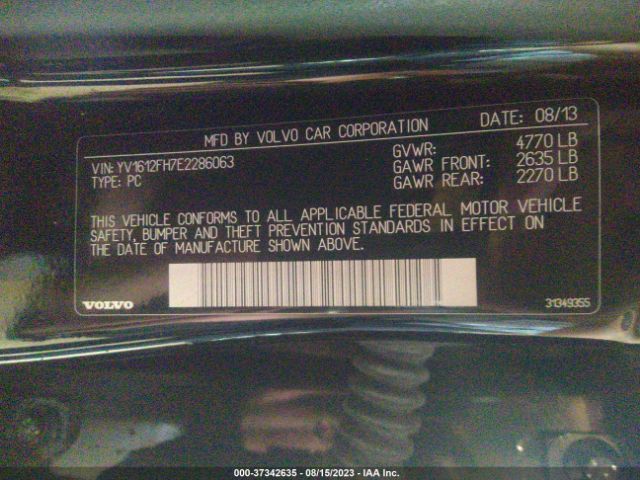 MFD BY VOLVO CAR CORPORATION DATE: 08/13
VIN: YV1612FH7E2286063 GVWR: 4770 LB
TYPE: PC GAWR FRONT: 2635 LB
GAWR REAR: 2270 LB
THIS VEHICLE CONFORMS TO ALL APPLICABLE FEDERAL MOTOR VEHICLE
SAFETY, BUMPER AND THEFT PREVENTION STANDARDS IN EFFECT ON
THE DATE OF MANUFACTURE SHOWN ABOVE.
VOLVO 31349355
000-37342635 - 08/15/2023 - IAA Inc.